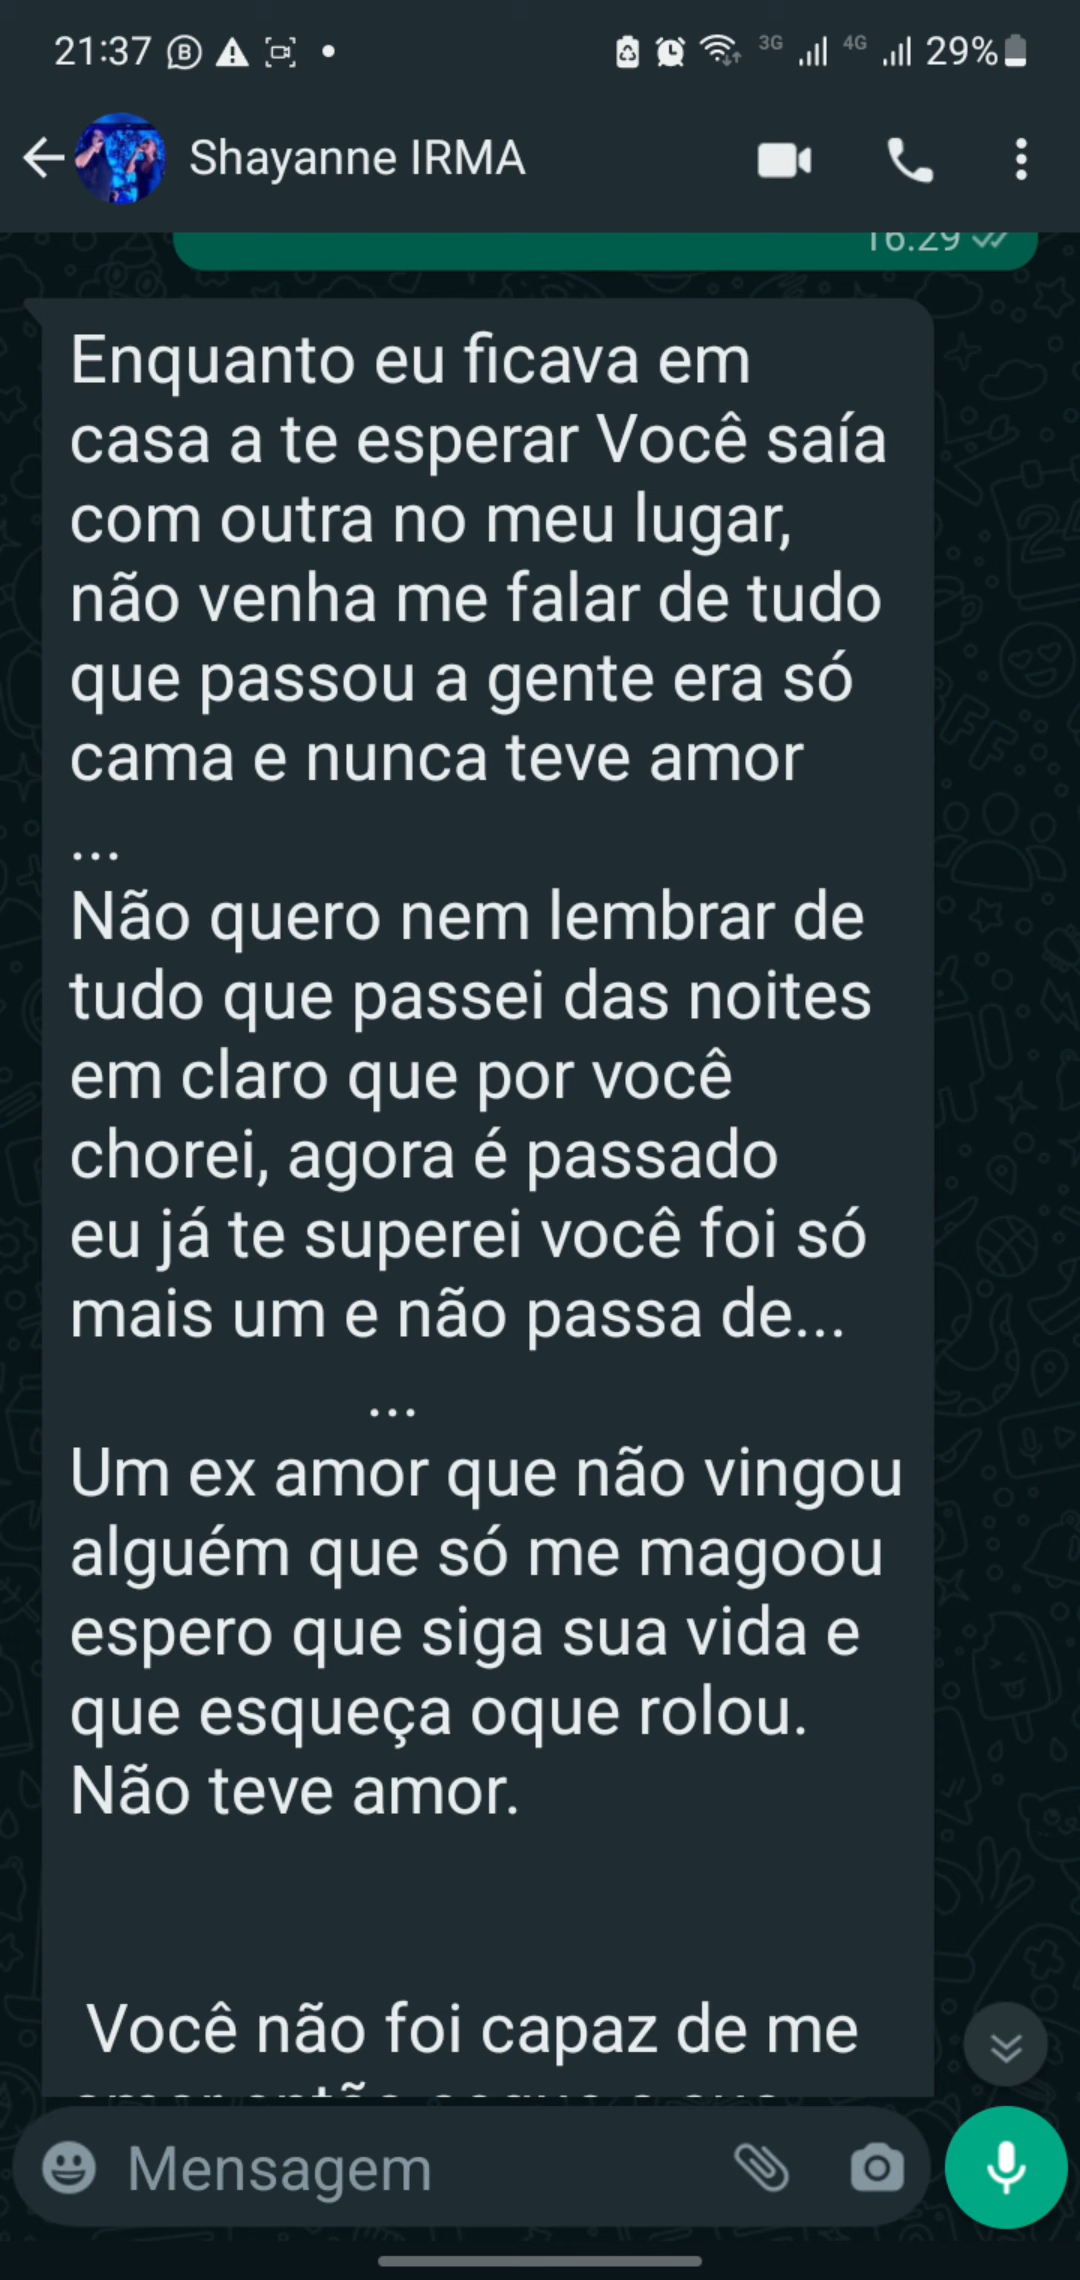 21:37
3G
4G
29%
Shayanne IRMA
16:29
Enquanto eu ficava em
casa a te esperar Você saía
com outra no meu lugar,
não venha me falar de tudo
que passou a gente era só
cama e nunca teve amor
...
Não quero nem lembrar de
tudo que passei das noites
em claro que por você
chorei, agora é passado
eu já te superei você foi só
mais um e não passa de...
...
Um ex amor que não vingou
alguém que só me magoou
espero que siga sua vida e
que esqueça oque rolou.
Não teve amor.
Você não foi capaz de me
Mensagem